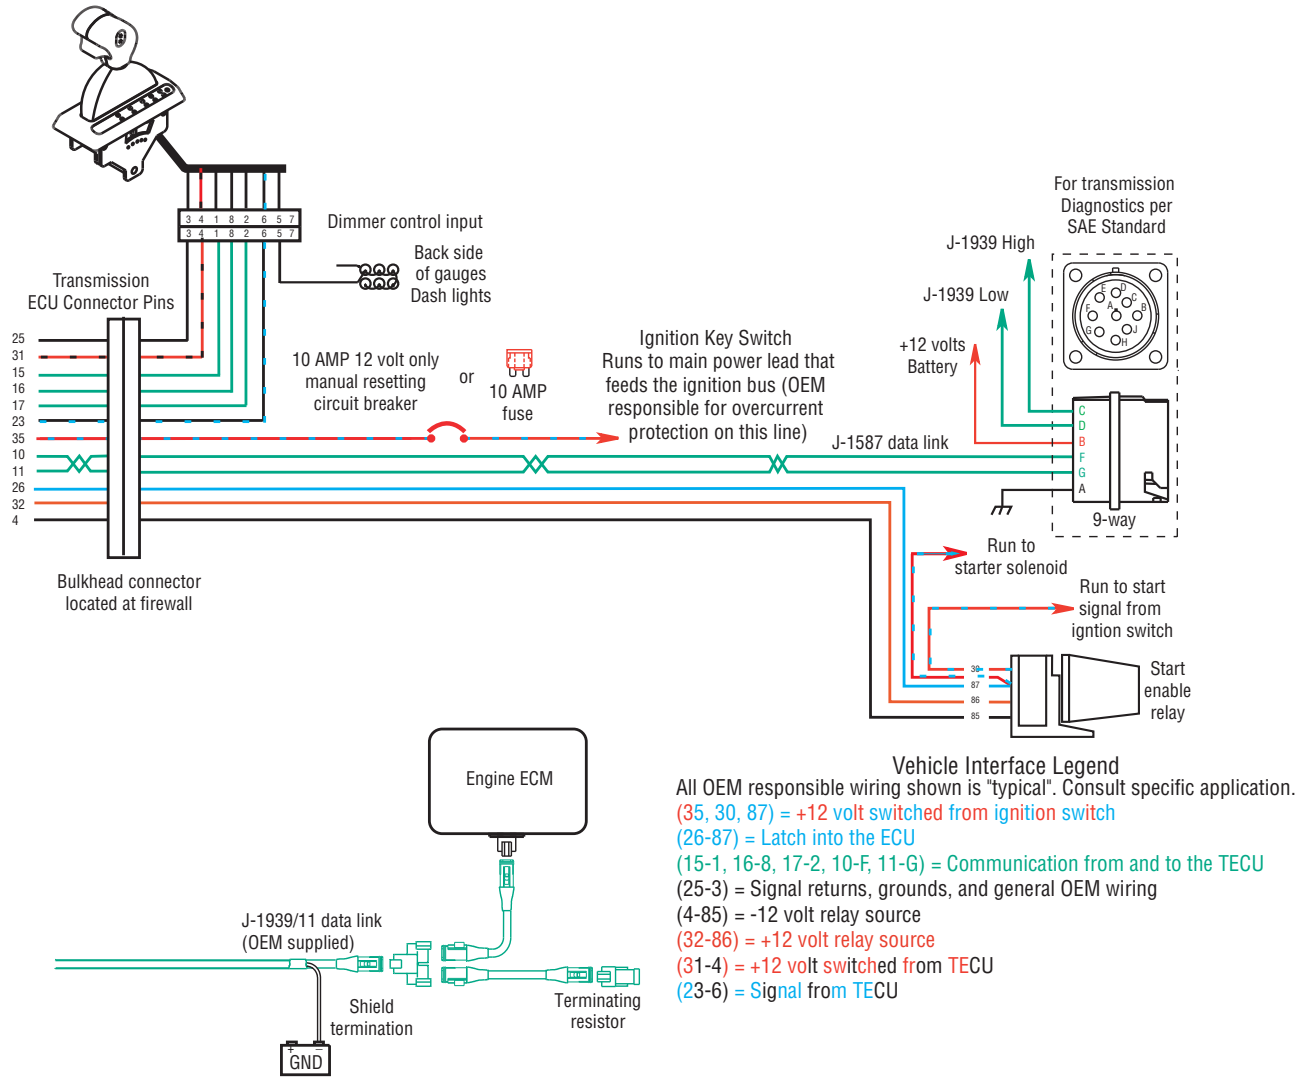 3 4 1 8 2 6 5 7
3 4 1 8 2 6 5 7
Dimmer control input
Back side
of gauges
Dash lights
Transmission
ECU Connector Pins
25
31
15
16
17
23
35
10
11
26
32
4
Bulkhead connector
located at firewall
10 AMP 12 volt only
manual resetting
circuit breaker
or
10 AMP
fuse
Ignition Key Switch
Runs to main power lead that
feeds the ignition bus (OEM
responsible for overcurrent
protection on this line)
J-1587 data link
For transmission
Diagnostics per
SAE Standard
J-1939 High
J-1939 Low
+12 volts
Battery
E D
C
F A B
G J
H
C
D
B
F
G
A
9-way
Run to
starter solenoid
Run to start
signal from
igntion switch
30
87
86
85
Start
enable
relay
Engine ECM
J-1939/11 data link
(OEM supplied)
Shield
termination
+ −
GND
Terminating
resistor
Vehicle Interface Legend
All OEM responsible wiring shown is "typical". Consult specific application.
(35, 30, 87) = +12 volt switched from ignition switch
(26-87) = Latch into the ECU
(15-1, 16-8, 17-2, 10-F, 11-G) = Communication from and to the TECU
(25-3) = Signal returns, grounds, and general OEM wiring
(4-85) = -12 volt relay source
(32-86) = +12 volt relay source
(31-4) = +12 volt switched from TECU
(23-6) = Signal from TECU